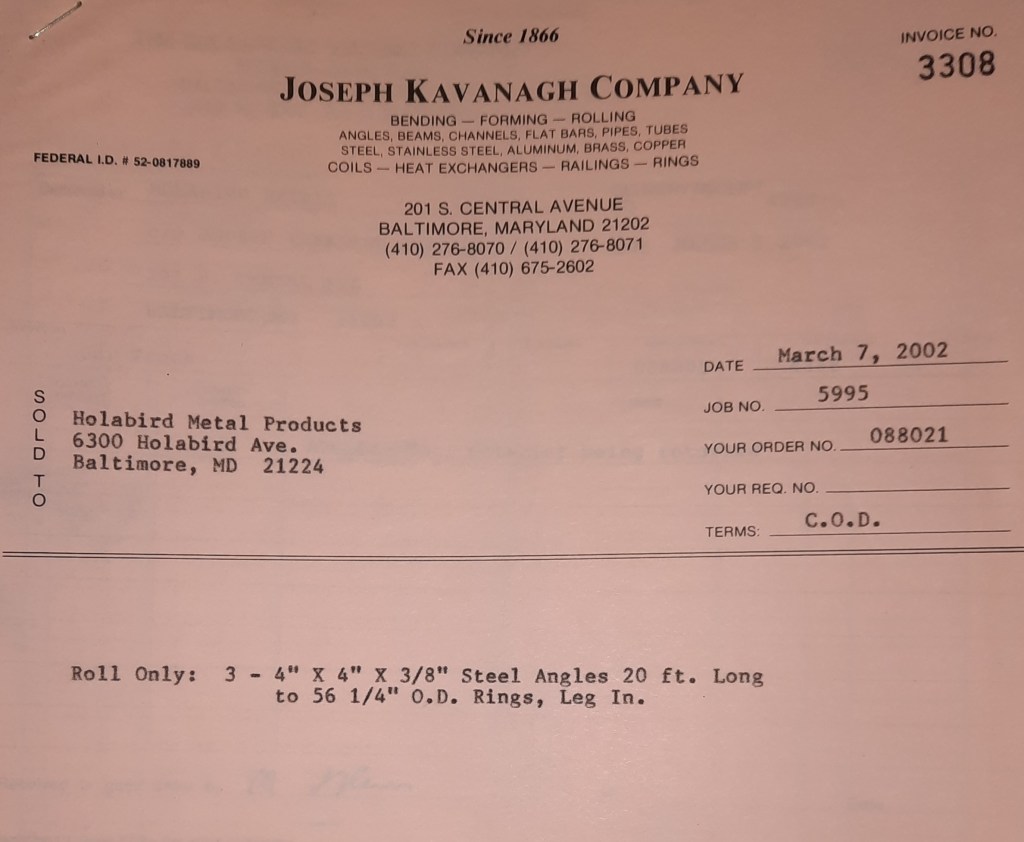 Since 1866
INVOICE NO.
3308
JOSEPH KAVANAGH COMPANY
BENDING — FORMING — ROLLING
ANGLES, BEAMS, CHANNELS, FLAT BARS, PIPES, TUBES
STEEL, STAINLESS STEEL, ALUMINUM, BRASS, COPPER
COILS — HEAT EXCHANGERS — RAILINGS — RINGS
FEDERAL I.D. # 52-0817889
201 S. CENTRAL AVENUE
BALTIMORE, MARYLAND 21202
(410) 276-8070 / (410) 276-8071
FAX (410) 675-2602
DATE March 7, 2002
JOB NO. 5995
YOUR ORDER NO. 088021
YOUR REQ. NO.
TERMS: C.O.D.
SOLD TO
Holabird Metal Products
6300 Holabird Ave.
Baltimore, MD 21224
Roll Only: 3 - 4" X 4" X 3/8" Steel Angles 20 ft. Long
to 56 1/4" O.D. Rings, Leg In.